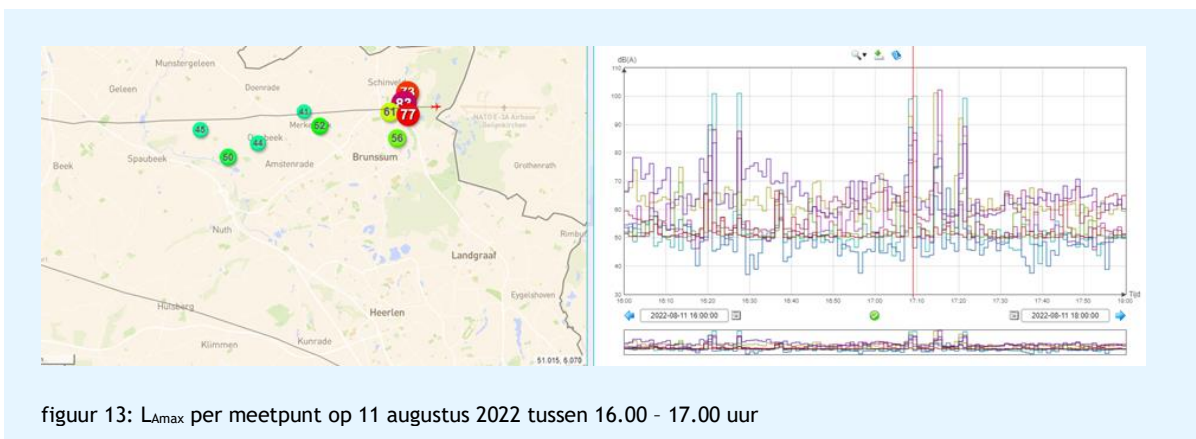 Munstergeleen
Geleen
Doenrade
Schinveld
73
82
61
77
41
52
45
44
56
50
NATO E-3A Airbase
Geilenkirchen
Beek
Spaubeek
Amstenrade
Brunssum
Grothenrath
Nuth
Landgraaf
Rimbu
Eygelshoven
Hulsberg
Heerlen
Klimmen
Kunrade
51.015, 6.070
dB(A)
110
100
90
80
70
60
50
40
30
16:00 16:10 16:20 16:30 16:40 16:50 17:00 17:10 17:20 17:30 17:40 17:50 18:00 Tijd
2022-08-11 16:00:00
2022-08-11 18:00:00
figuur 13: LAmax per meetpunt op 11 augustus 2022 tussen 16.00 – 17.00 uur